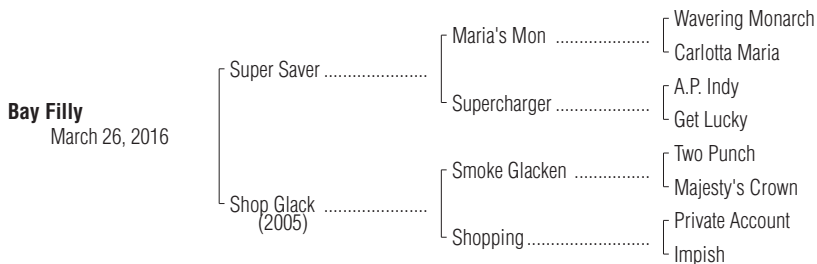 Wavering Monarch
Maria's Mon ....................
Carlotta Maria
Super Saver ......................
A.P. Indy
Supercharger ....................
Get Lucky
Bay Filly
March 26, 2016
Two Punch
Smoke Glacken ................
Majesty's Crown
Shop Glack ......................
(2005)
Private Account
Shopping..........................
Impish